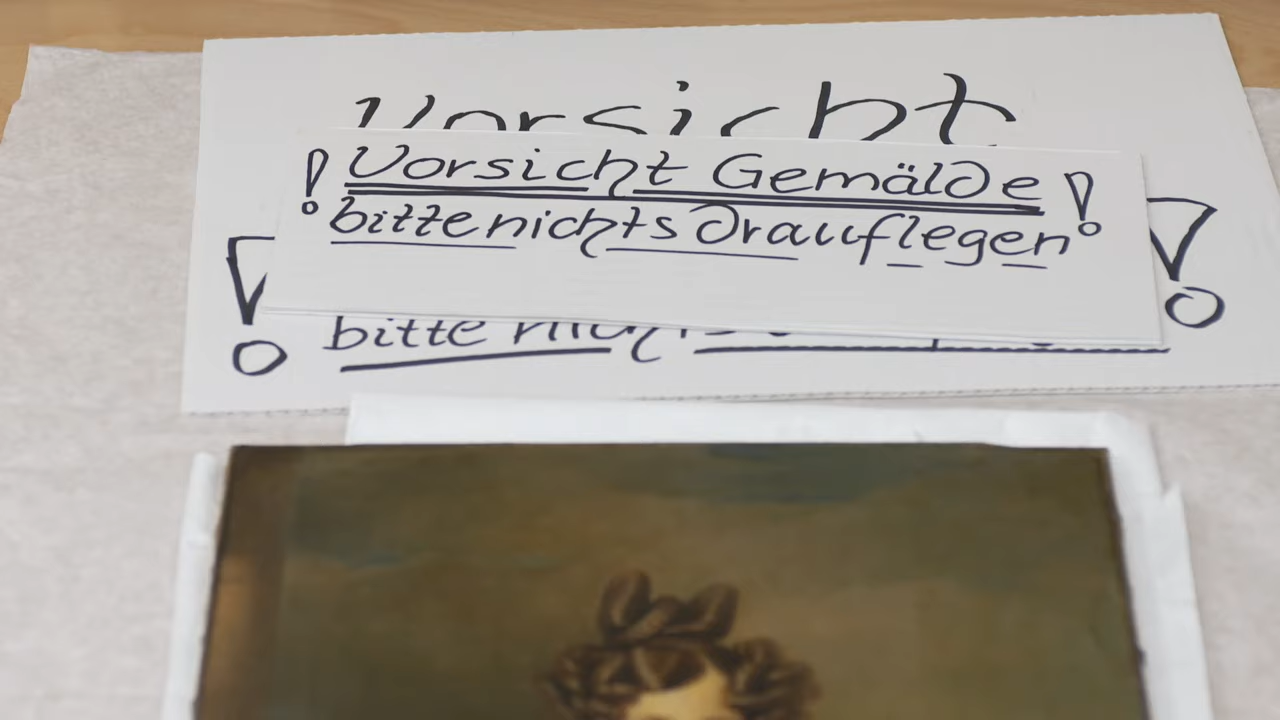 Vorsicht
! Vorsicht Gemälde !
bitte nichts drauflegen
! bitte !